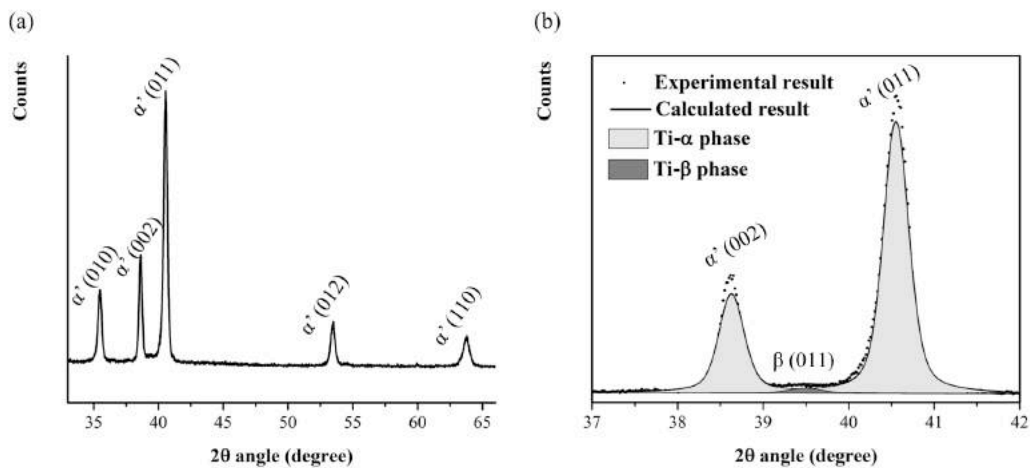 (a)
Counts
α' (010)
α' (002)
α' (011)
α' (012)
α' (110)
35 40 45 50 55 60 65
2θ angle (degree)
(b)
Counts
Experimental result
Calculated result
Ti-α phase
Ti-β phase
α' (002)
β (011)
α' (011)
37 38 39 40 41 42
2θ angle (degree)